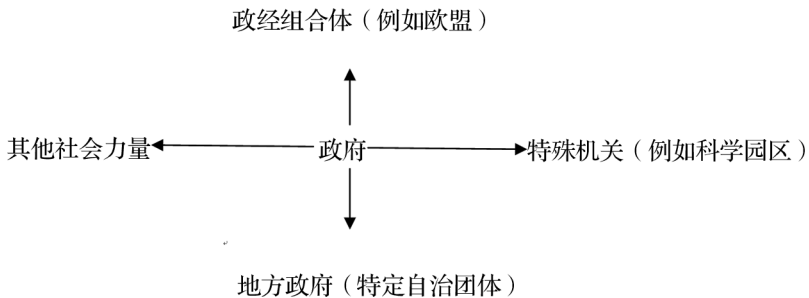 政经组合体（例如欧盟）
其他社会力量 政府 特殊机关（例如科学园区）
地方政府（特定自治团体）